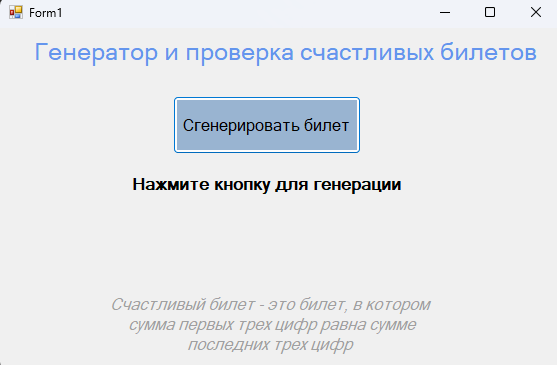 Form1
Генератор и проверка счастливых билетов
Сгенерировать билет
Нажмите кнопку для генерации
Счастливый билет - это билет, в котором
сумма первых трех цифр равна сумме
последних трех цифр